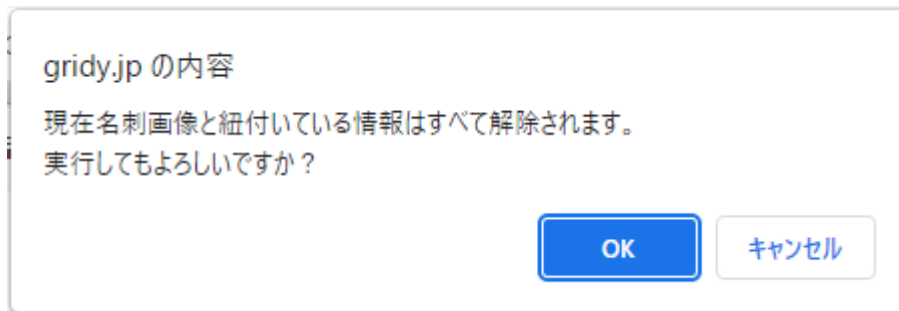 gridy.jp の内容
現在名刺画像と紐付いている情報はすべて解除されます。
実行してもよろしいですか？
OK
キャンセル